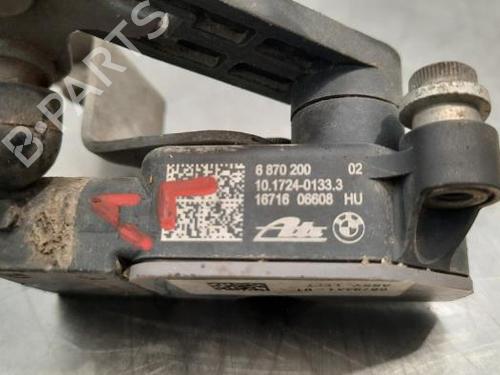 B-PARTS
6 870 200 02
10.1724-0133.3
16716 06608 HU
Ate